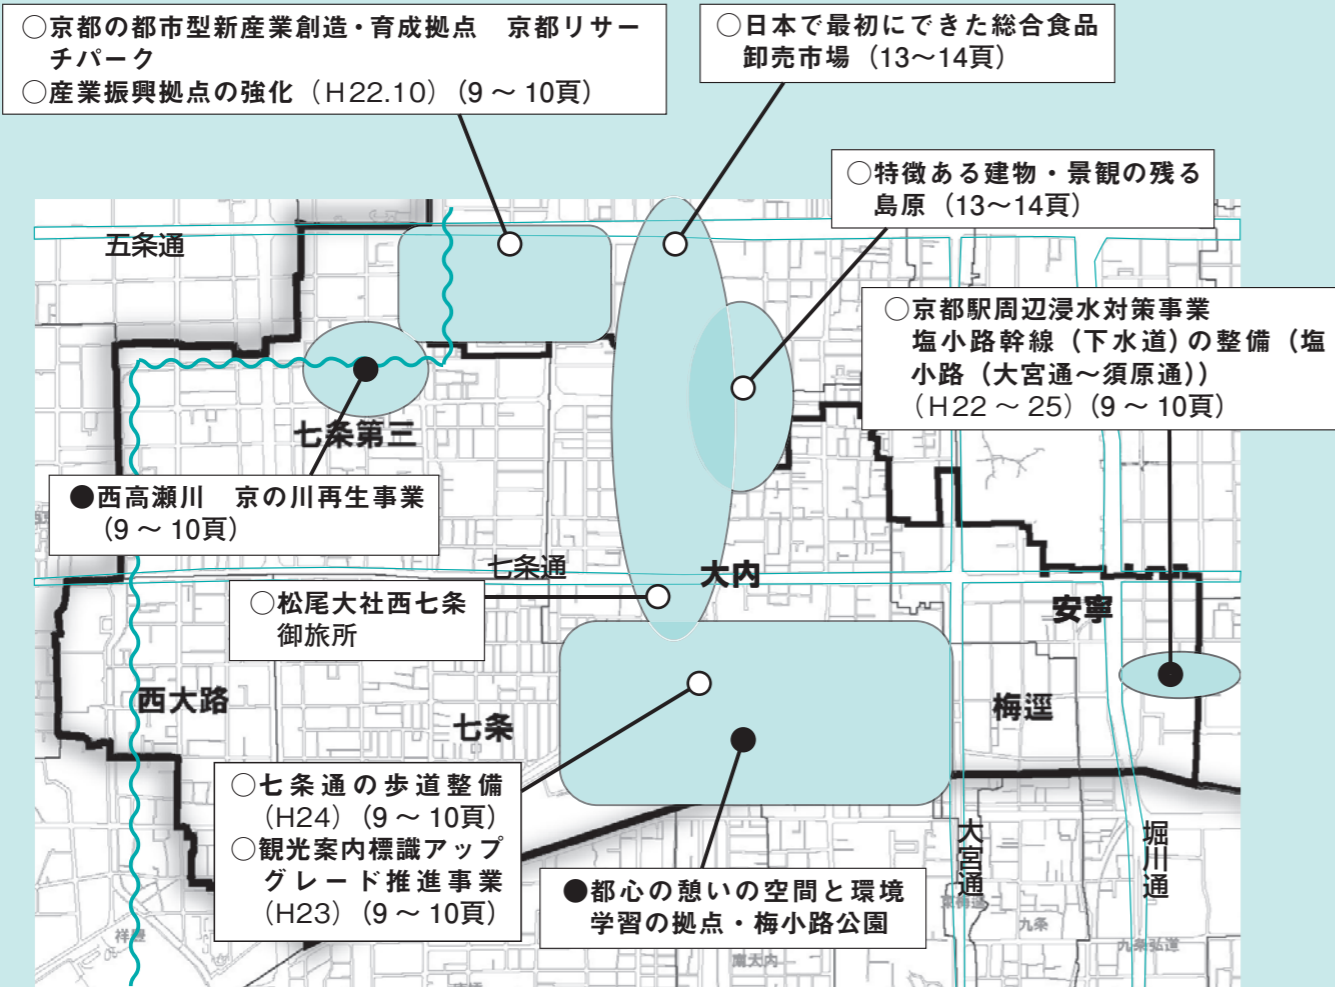 ○京都の都市型新産業創造・育成拠点　京都リサー
チパーク
○産業振興拠点の強化（H22.10）（9～10頁）
○日本で最初にできた総合食品
卸売市場（13～14頁）
○特徴ある建物・景観の残る
島原（13～14頁）
五条通
○京都駅周辺浸水対策事業
塩小路幹線（下水道）の整備（塩
小路（大宮通～須原通））
（H22～25）（9～10頁）
七条第三
●西高瀬川　京の川再生事業
（9～10頁）
七条通
大内
○松尾大社西七条
御旅所
安寧
西大路
七条
梅逕
○七条通の歩道整備
（H24）（9～10頁）
○観光案内標識アップ
グレード推進事業
（H23）（9～10頁）
●都心の憩いの空間と環境
学習の拠点・梅小路公園
大宮通
堀川通
祥豊
南大内
九条
九条弘道